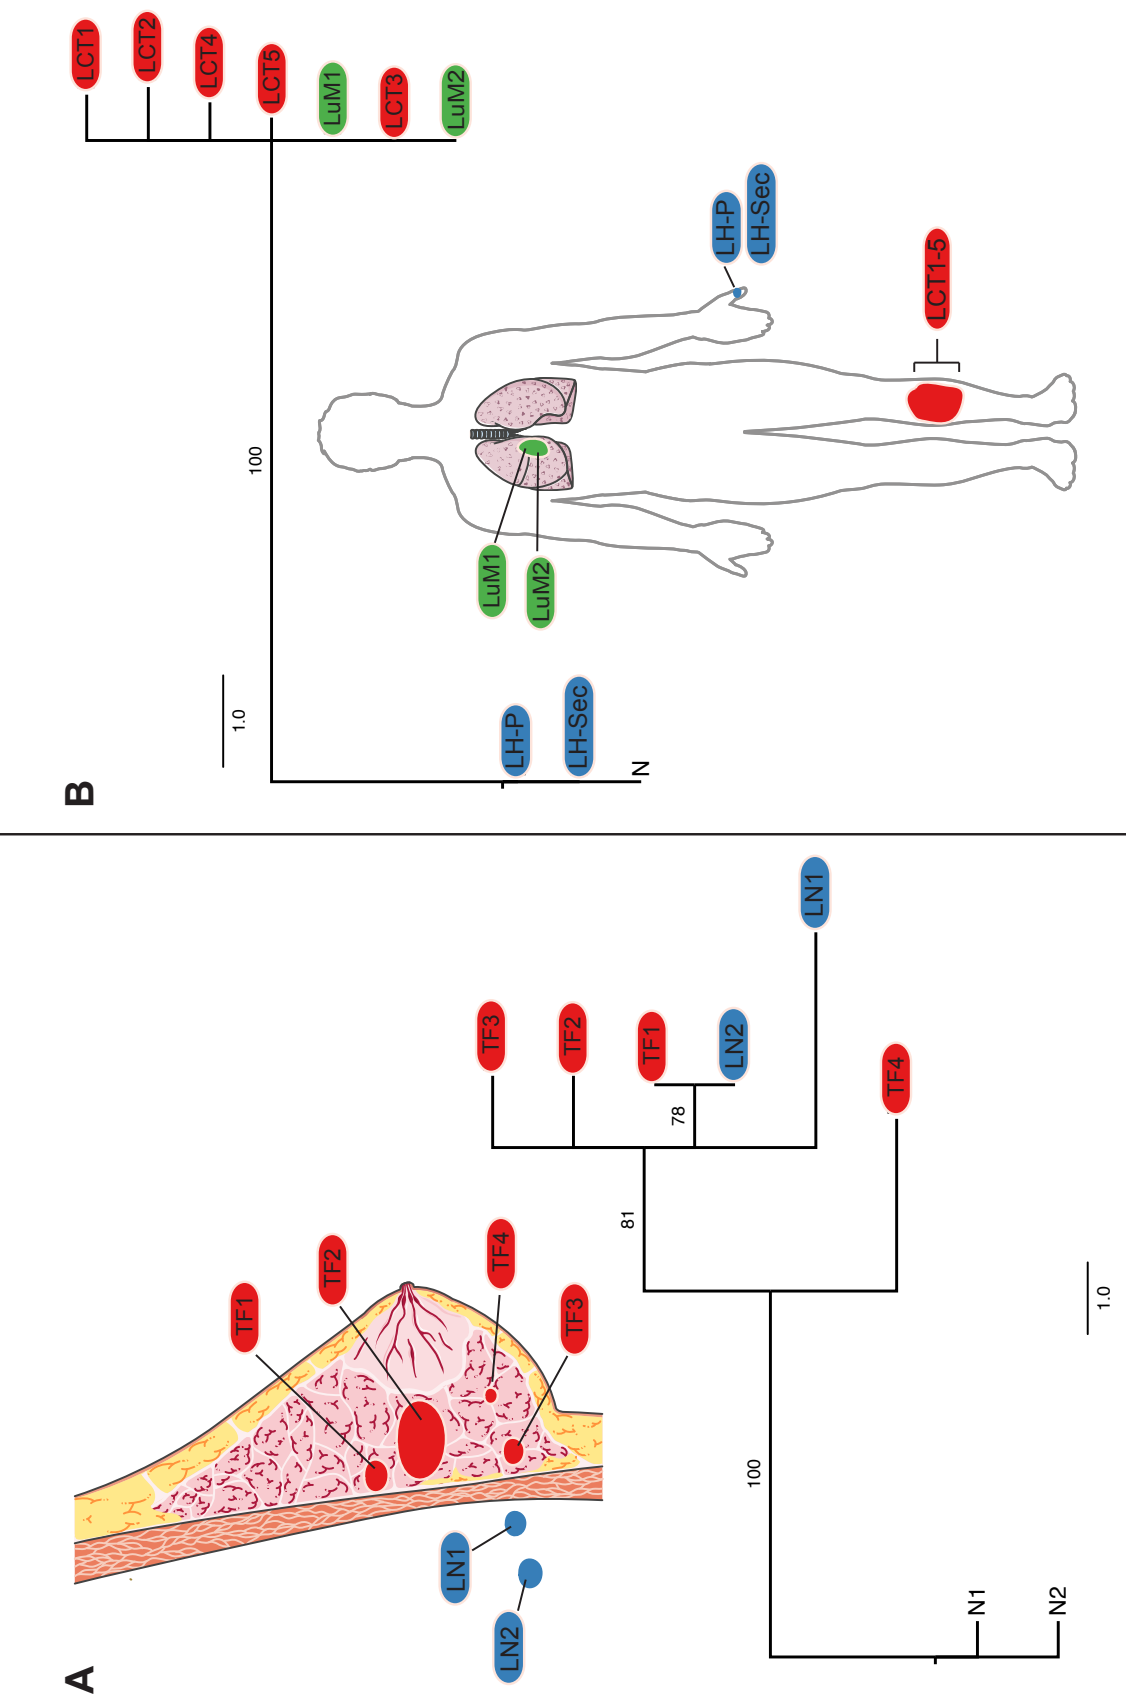 A
TF1
TF2
TF4
TF3
LN1
LN2
TF3
TF2
TF1
LN2
78
LN1
81
TF4
100
N1
N2
1.0
B
1.0
100
LCT1
LCT2
LCT4
LCT5
LuM1
LCT3
LuM2
LH-P
LH-Sec
N
LuM1
LuM2
LH-P
LH-Sec
LCT1-5